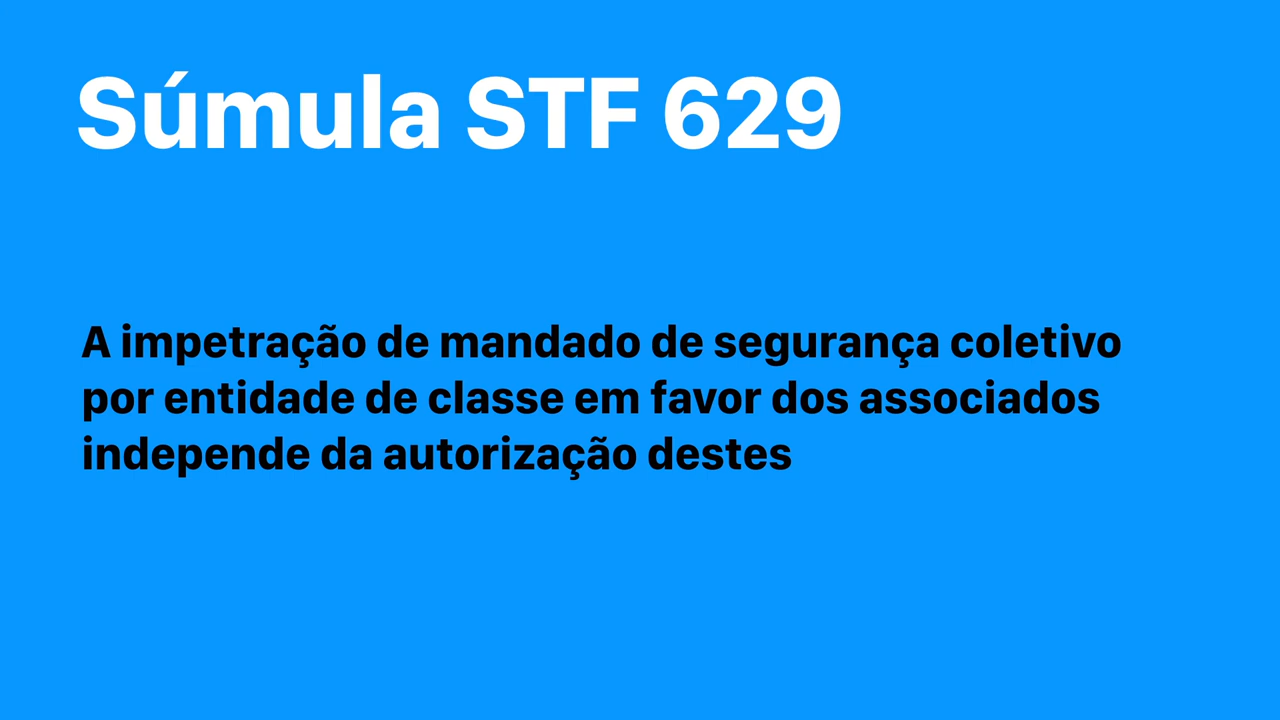 Súmula STF 629
A impetração de mandado de segurança coletivo
por entidade de classe em favor dos associados
independe da autorização destes